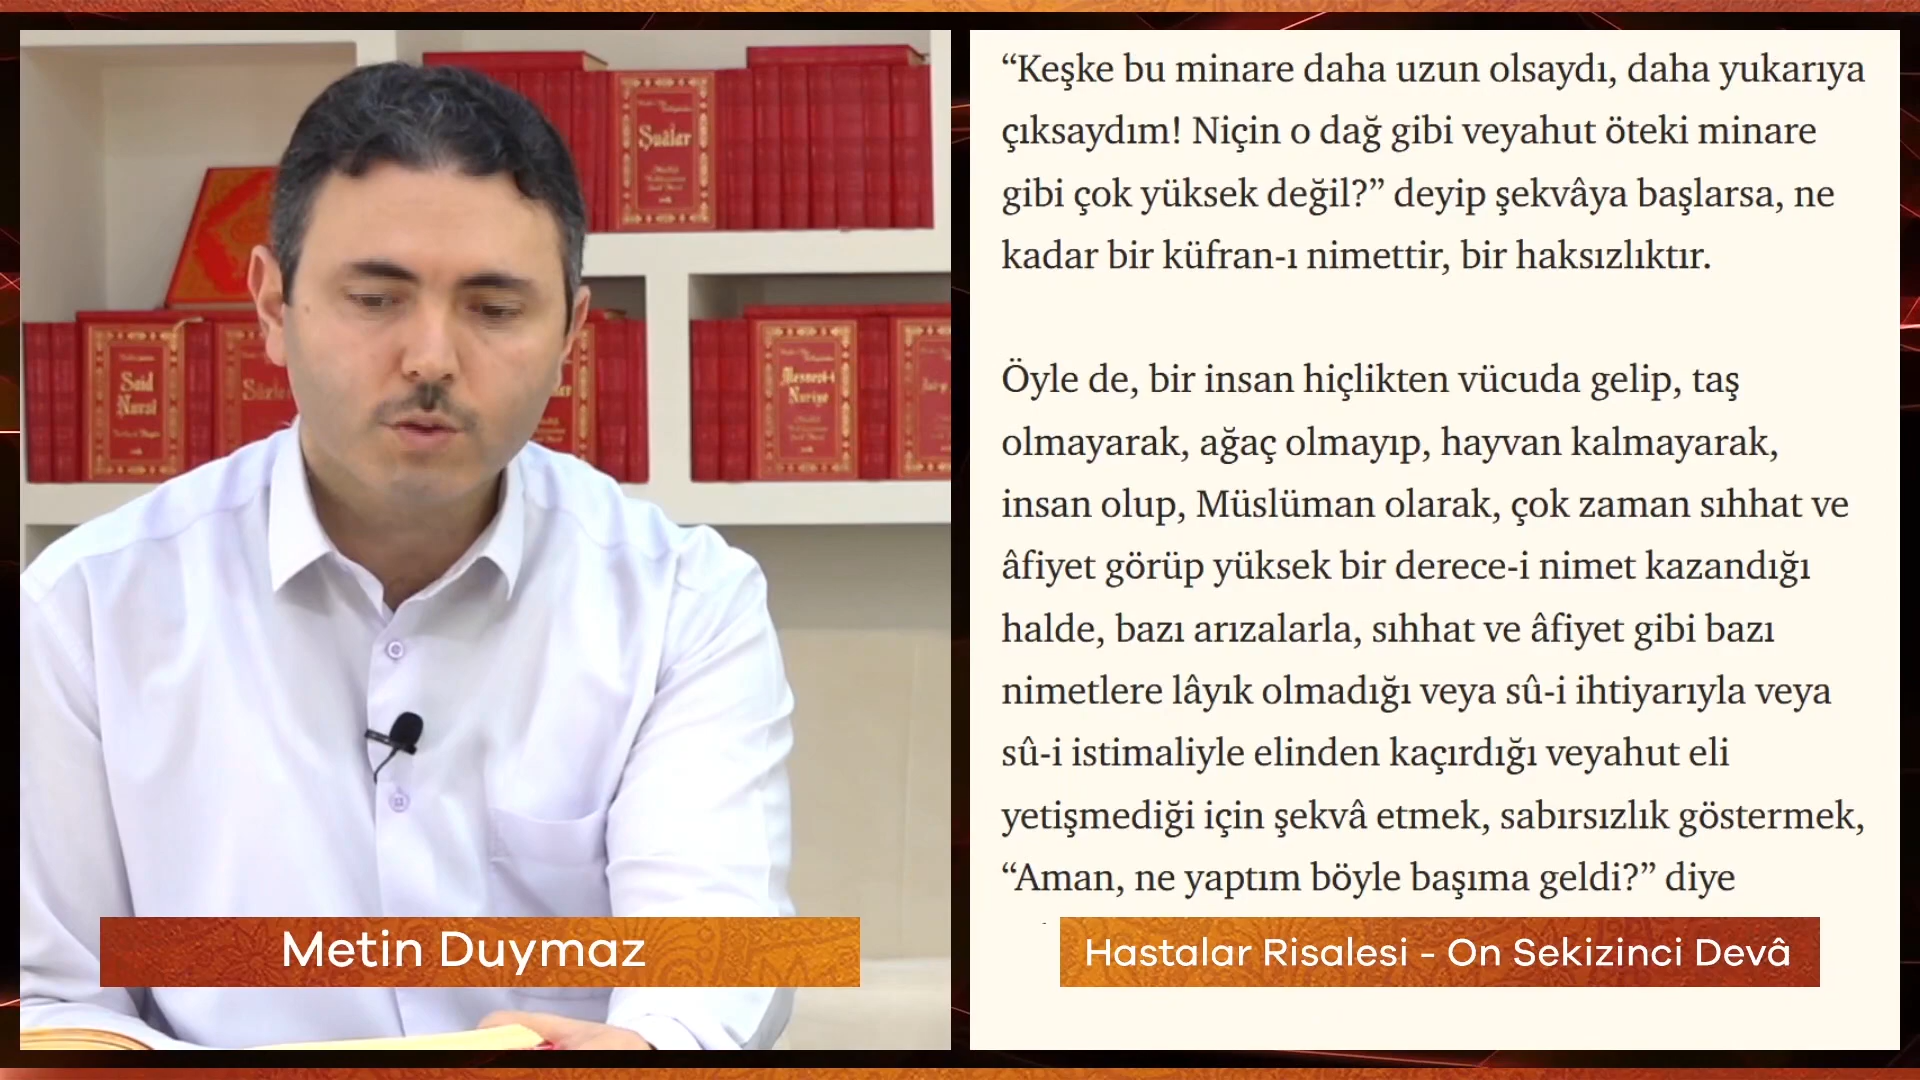 Şuâlar
Said
Nursî
Mesnevî-i
Nuriye
Metin Duymaz
“Keşke bu minare daha uzun olsaydı, daha yukarıya
çıksaydım! Niçin o dağ gibi veyahut öteki minare
gibi çok yüksek değil?” deyip şekvâya başlarsa, ne
kadar bir küfran-ı nimettir, bir haksızlıktır.
Öyle de, bir insan hiçlikten vücuda gelip, taş
olmayarak, ağaç olmayıp, hayvan kalmayarak,
insan olup, Müslüman olarak, çok zaman sıhhat ve
âfiyet görüp yüksek bir derece-i nimet kazandığı
halde, bazı arızalarla, sıhhat ve âfiyet gibi bazı
nimetlere lâyık olmadığı veya sû-i ihtiyarıyla veya
sû-i istimaliyle elinden kaçırdığı veyahut eli
yetişmediği için şekvâ etmek, sabırsızlık göstermek,
“Aman, ne yaptım böyle başıma geldi?” diye
Hastalar Risalesi - On Sekizinci Devâ